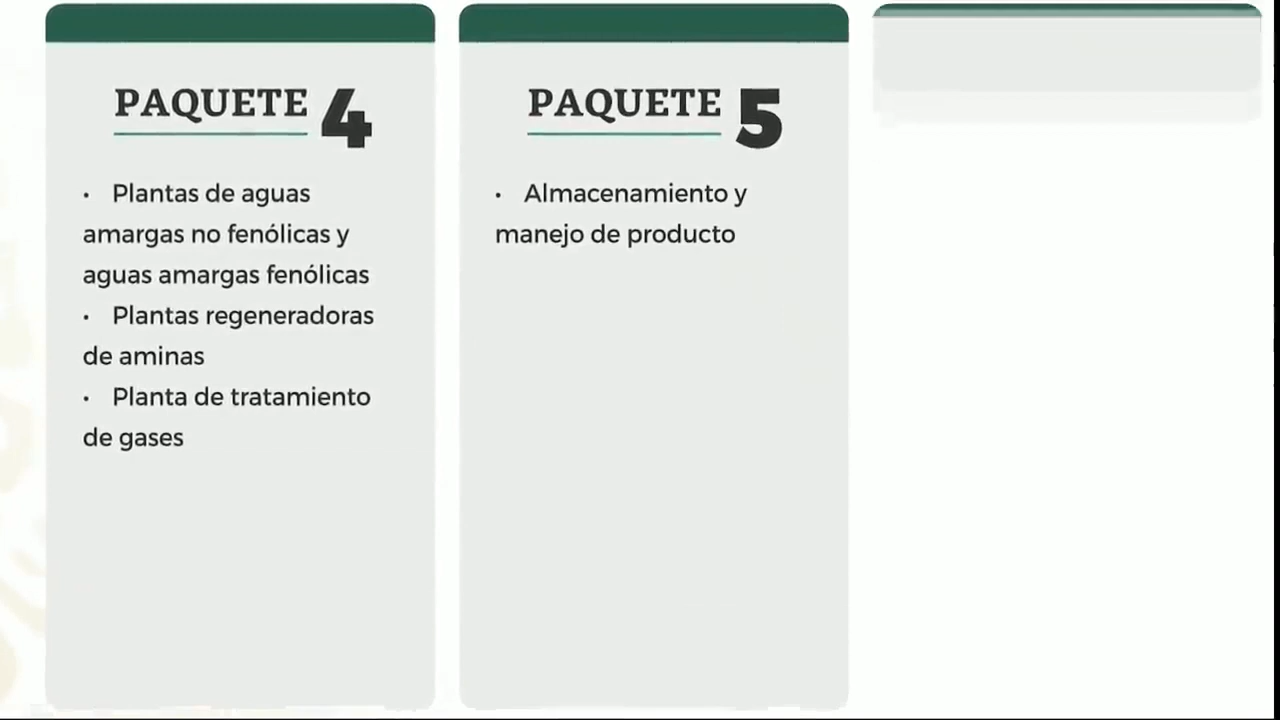 PAQUETE 4
• Plantas de aguas
amargas no fenólicas y
aguas amargas fenólicas
• Plantas regeneradoras
de aminas
• Planta de tratamiento
de gases
PAQUETE 5
• Almacenamiento y
manejo de producto